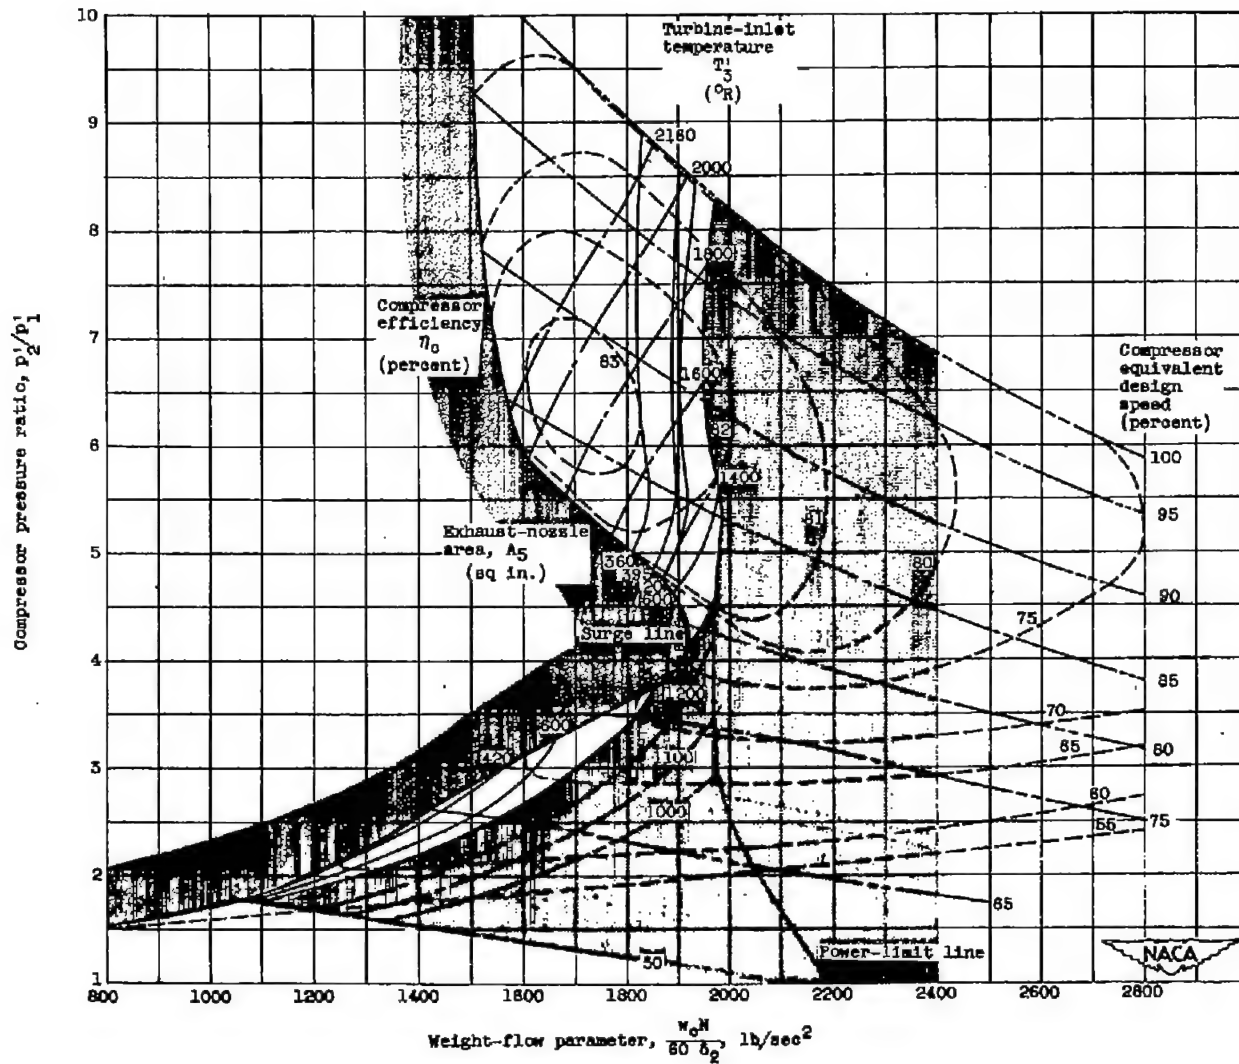 10
9
8
7
6
5
4
3
2
1
800
1000
1200
1400
1600
1800
2000
2200
2400
2600
2800
Compressor pressure ratio, p'2/p'1
Weight-flow parameter, wcN / 60 δ2, lb/sec²
Turbine-inlet
temperature
T'3
(°R)
2160
2000
1800
1600
1400
1200
1100
1000
Compressor
efficiency
ηc
(percent)
83
82
81
80
75
70
65
60
55
Exhaust-nozzle
area, A5
(sq in.)
360
600
420
600
Surge line
Compressor
equivalent
design
speed
(percent)
100
95
90
85
80
75
65
50
Power-limit line
NACA